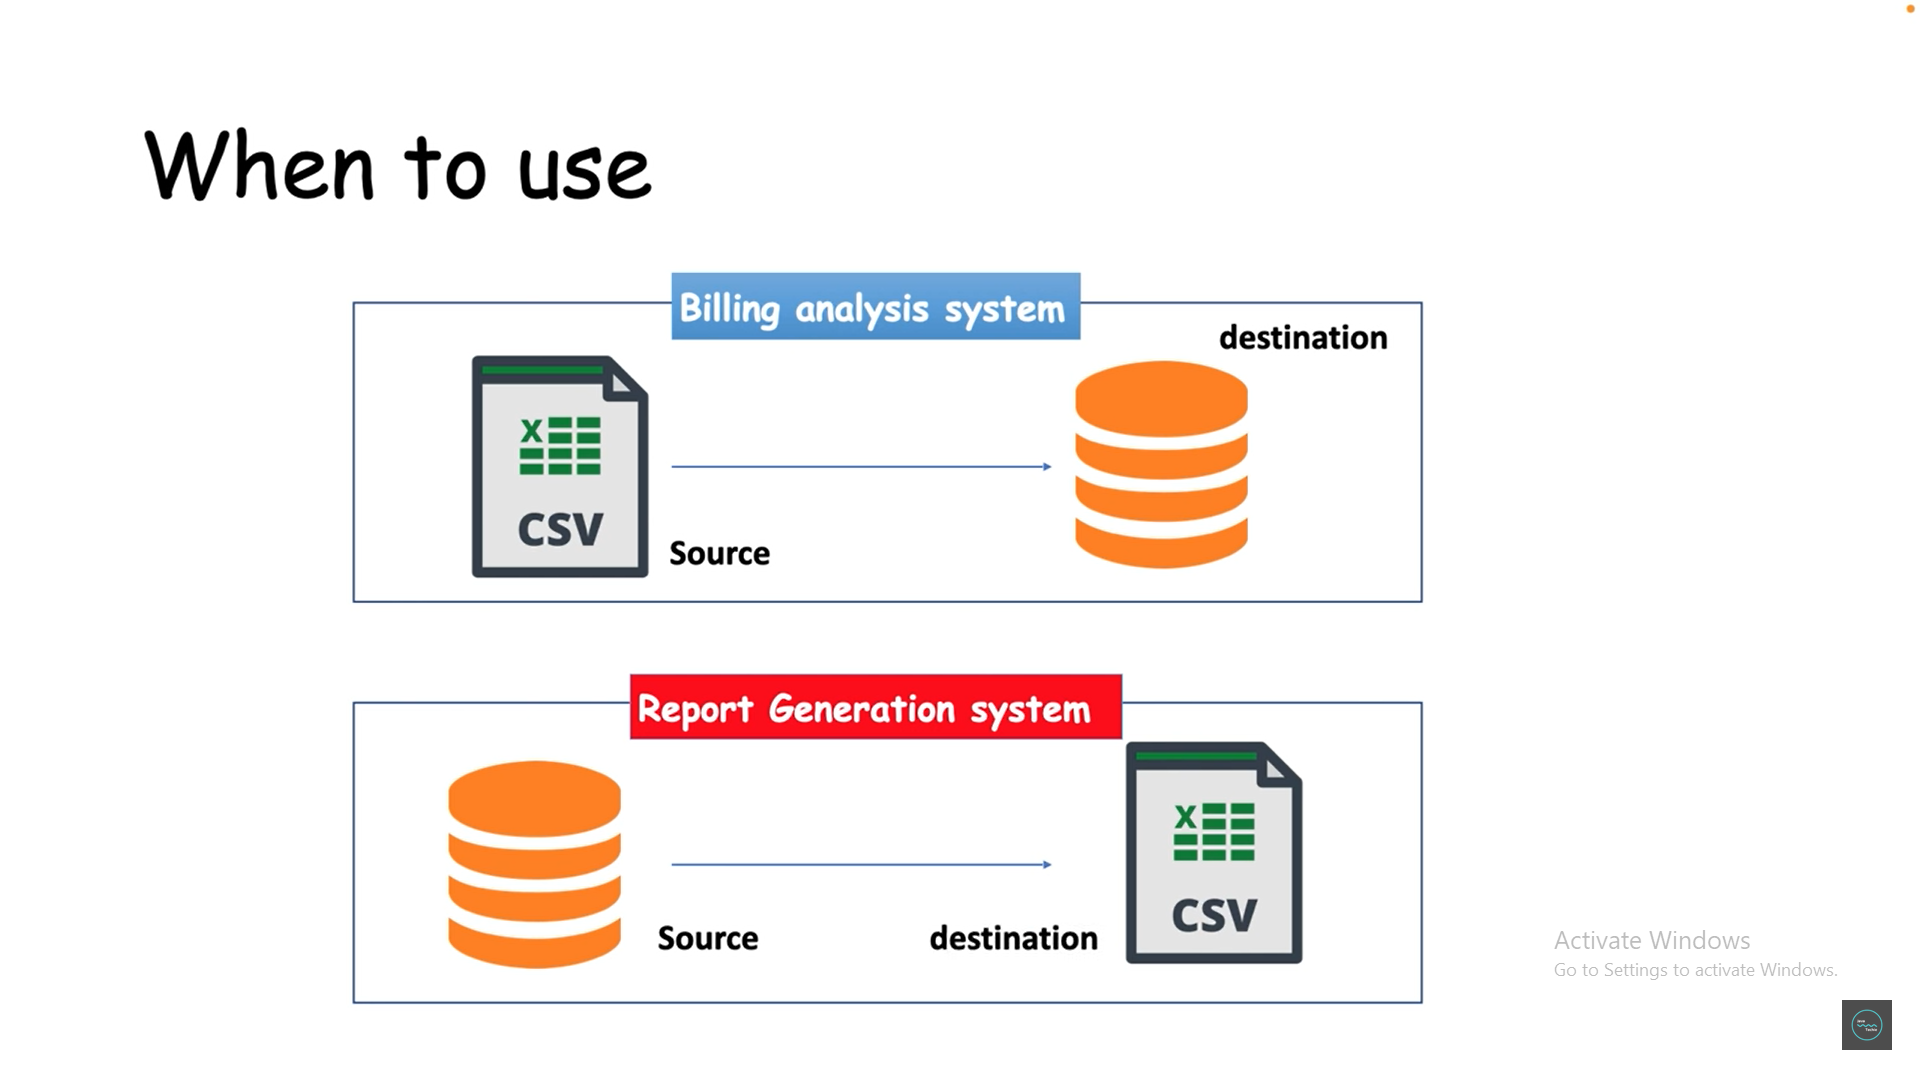 When to use
Billing analysis system
destination
X
CSV
Source
Report Generation system
X
CSV
Source
destination
Activate Windows
Go to Settings to activate Windows.